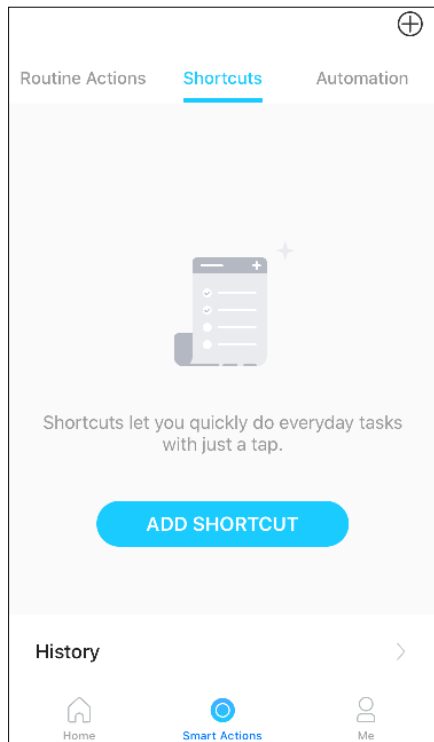 Routine Actions Shortcuts Automation
Shortcuts let you quickly do everyday tasks
with just a tap.
ADD SHORTCUT
History
Home Smart Actions Me